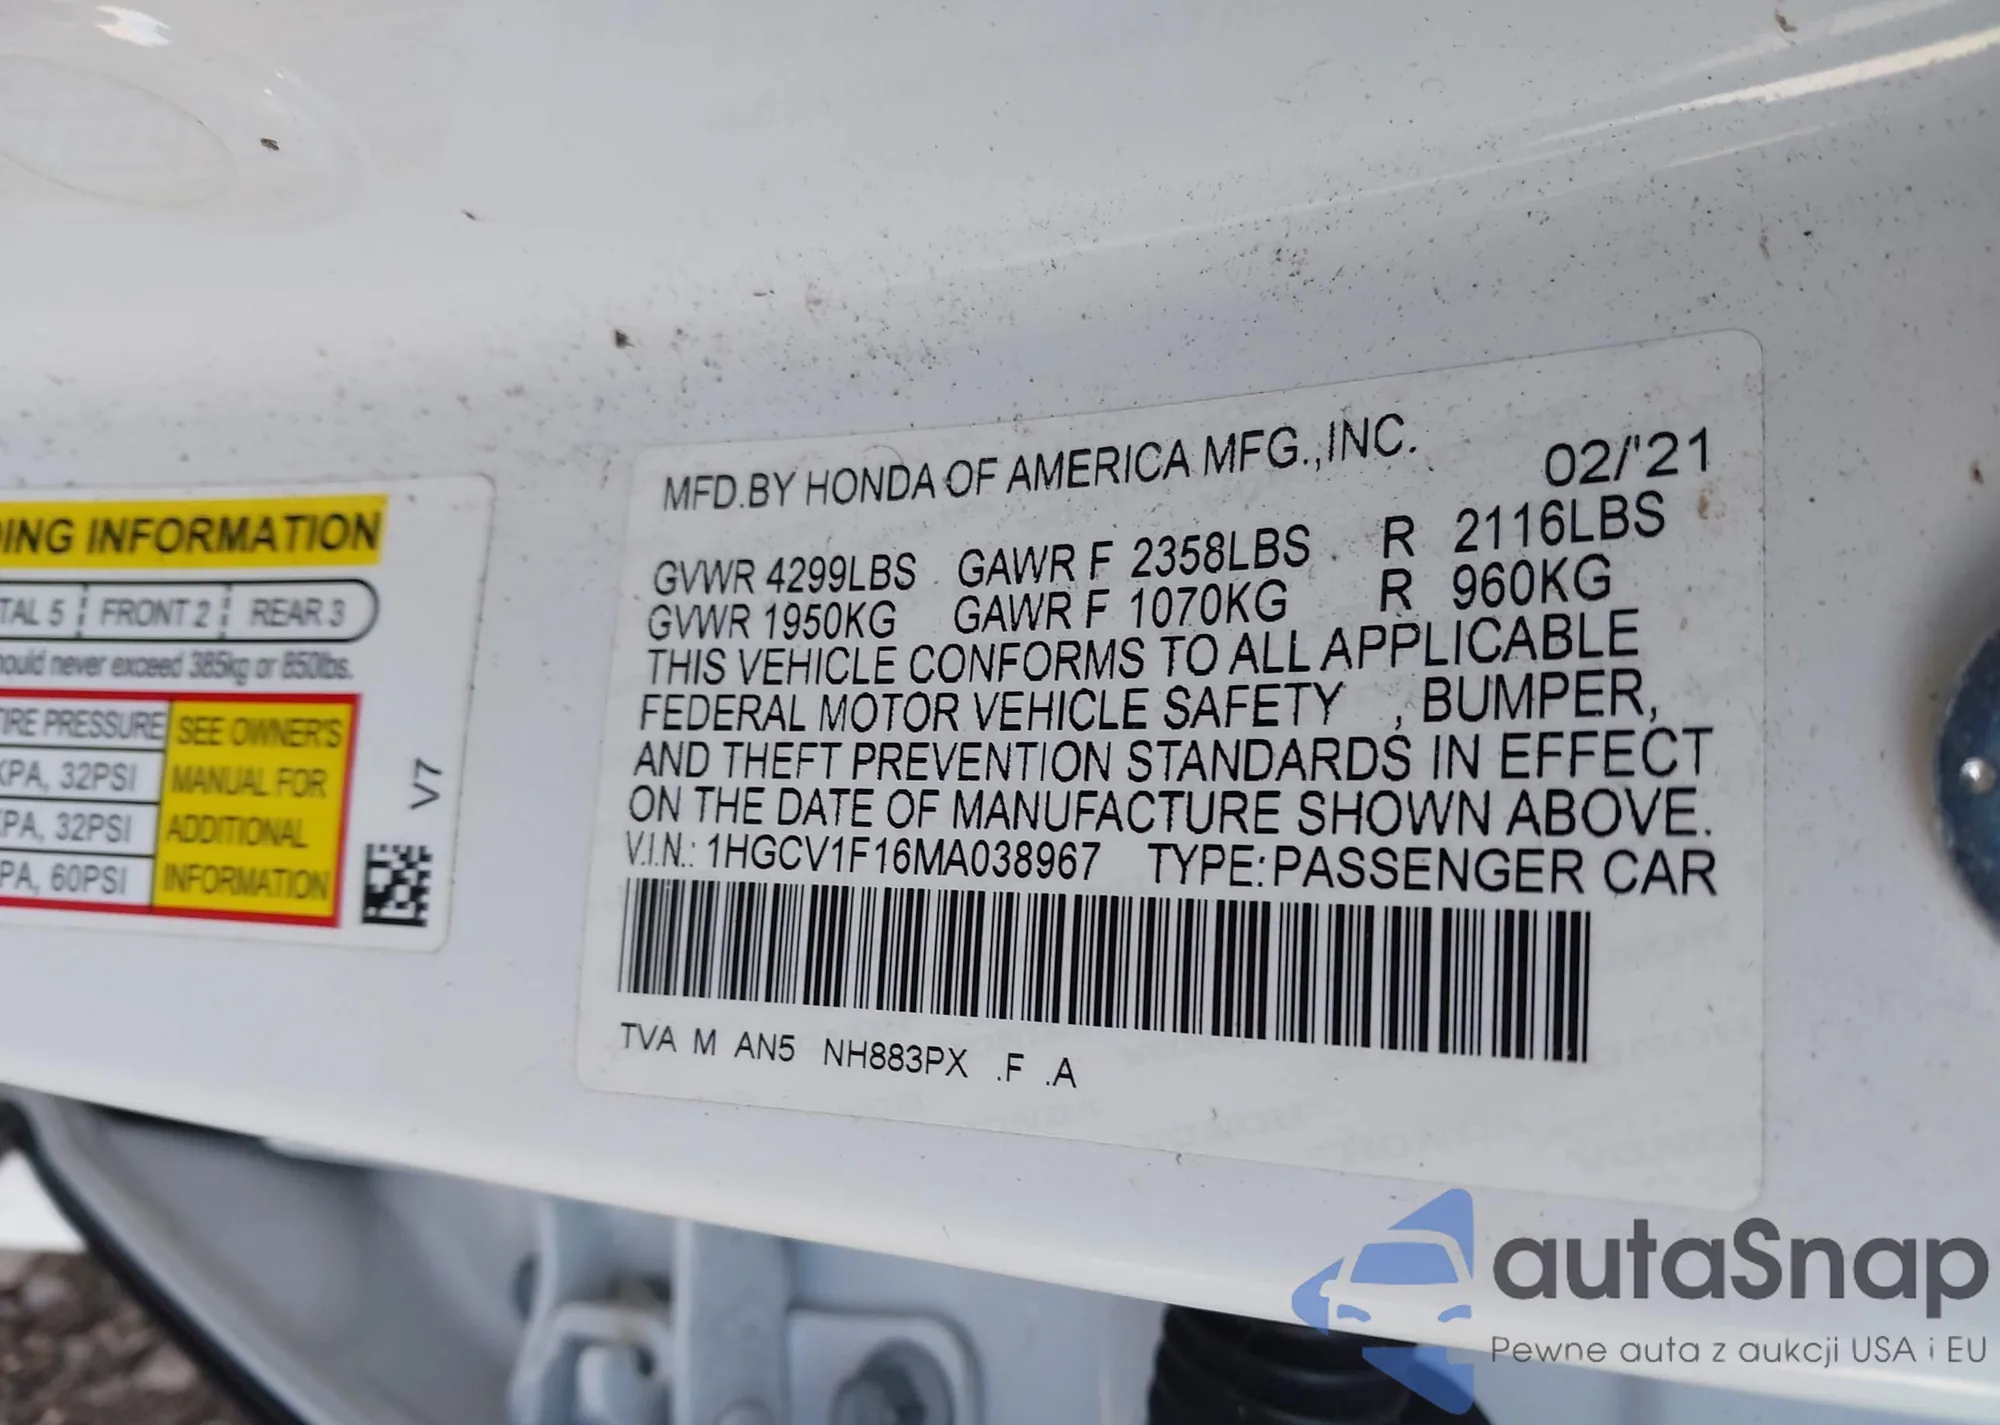 ING INFORMATION
TAL 5 FRONT 2 REAR 3
ould never exceed 385kg or 850lbs.
IRE PRESSURE
KPA, 32PSI
PA, 32PSI
PA, 60PSI
SEE OWNER'S
MANUAL FOR
ADDITIONAL
INFORMATION
V7
MFD.BY HONDA OF AMERICA MFG.,INC. 02/'21
GVWR 4299LBS GAWR F 2358LBS R 2116LBS
GVWR 1950KG GAWR F 1070KG R 960KG
THIS VEHICLE CONFORMS TO ALL APPLICABLE
FEDERAL MOTOR VEHICLE SAFETY , BUMPER,
AND THEFT PREVENTION STANDARDS IN EFFECT
ON THE DATE OF MANUFACTURE SHOWN ABOVE.
V.I.N.: 1HGCV1F16MA038967 TYPE:PASSENGER CAR
TVA M AN5 NH883PX .F .A
autaSnap
Pewne auta z aukcji USA i EU